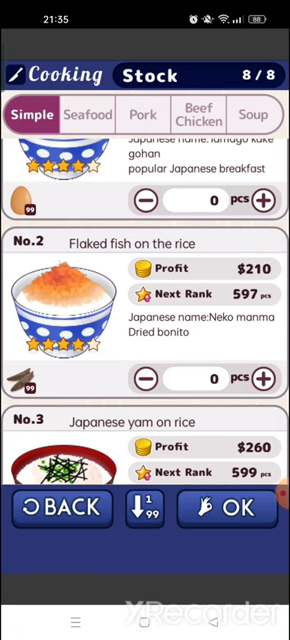 21:35
88
Cooking Stock 8 / 8
Simple Seafood Pork Beef Chicken Soup
Japanese name:Tamago kake
gohan
popular Japanese breakfast
99 0 pcs
No.2 Flaked fish on the rice
Profit $210
Next Rank 597 pcs
Japanese name:Neko manma
Dried bonito
99 0 pcs
No.3 Japanese yam on rice
Profit $260
Next Rank 599 pcs
BACK 1 99 OK
XRecorder